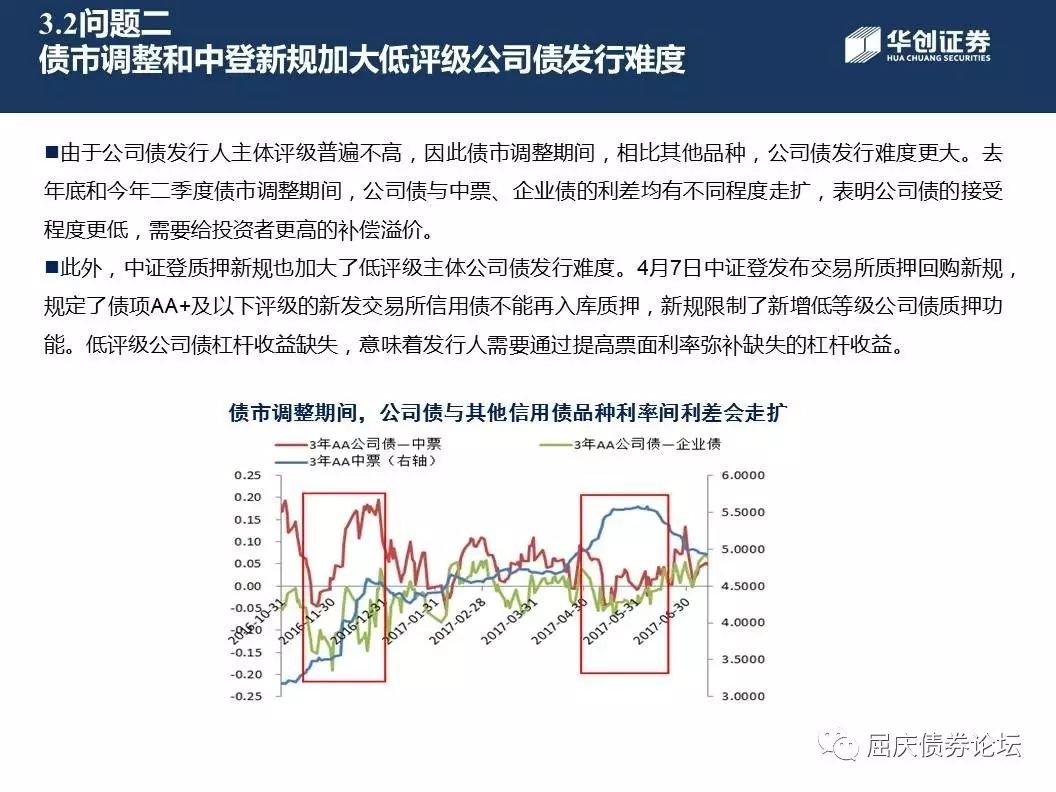 3.2问题二
债市调整和中登新规加大低评级公司债发行难度
华创证券
HUA CHUANG SECURITIES
■由于公司债发行人主体评级普遍不高，因此债市调整期间，相比其他品种，公司债发行难度更大。去
年底和今年二季度债市调整期间，公司债与中票、企业债的利差均有不同程度走扩，表明公司债的接受
程度更低，需要给投资者更高的补偿溢价。
■此外，中证登质押新规也加大了低评级主体公司债发行难度。4月7日中证登发布交易所质押回购新规，
规定了债项AA+及以下评级的新发交易所信用债不能再入库质押，新规限制了新增低等级公司债质押功
能。低评级公司债杠杆收益缺失，意味着发行人需要通过提高票面利率弥补缺失的杠杆收益。
债市调整期间，公司债与其他信用债品种利率间利差会走扩
3年AA公司债—中票
3年AA公司债—企业债
3年AA中票（右轴）
0.25
0.20
0.15
0.10
0.05
0.00
-0.05
-0.10
-0.15
-0.20
-0.25
6.0000
5.5000
5.0000
4.5000
4.0000
3.5000
3.0000
2016-10-31
2016-11-30
2016-12-31
2017-01-31
2017-02-28
2017-03-31
2017-04-30
2017-05-31
2017-06-30
屈庆债券论坛